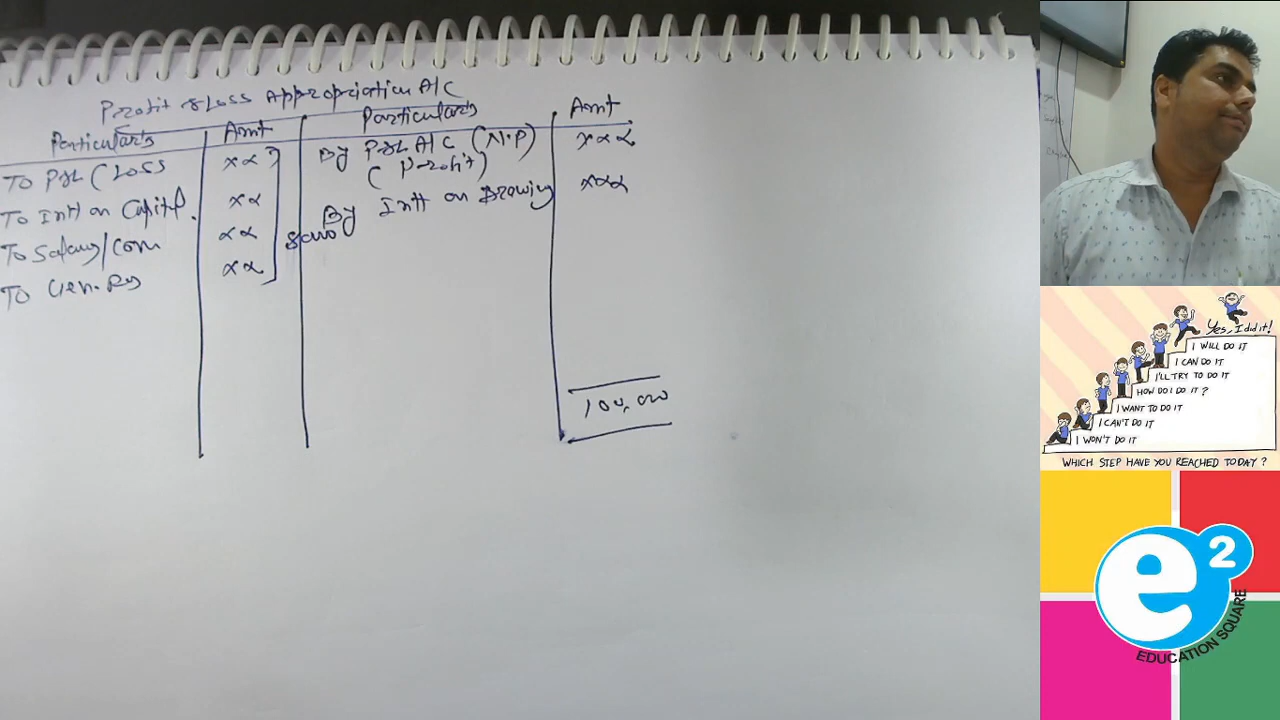 Profit & Loss Appropriation A/C
Particulars Amt Particulars Amt
To P&L (Loss xx By P&L A/C (N.P) xxx
(Profit)
To Intt on Capitl. xx By Intt on Drawing xxx
To Salary/Com xx
To Gen. Rs xx
100,000
Yes, I did it!
I WILL DO IT
I CAN DO IT
I'LL TRY TO DO IT
HOW DO I DO IT?
I WANT TO DO IT
I CAN'T DO IT
I WON'T DO IT
WHICH STEP HAVE YOU REACHED TODAY?
e2
EDUCATION SQUARE